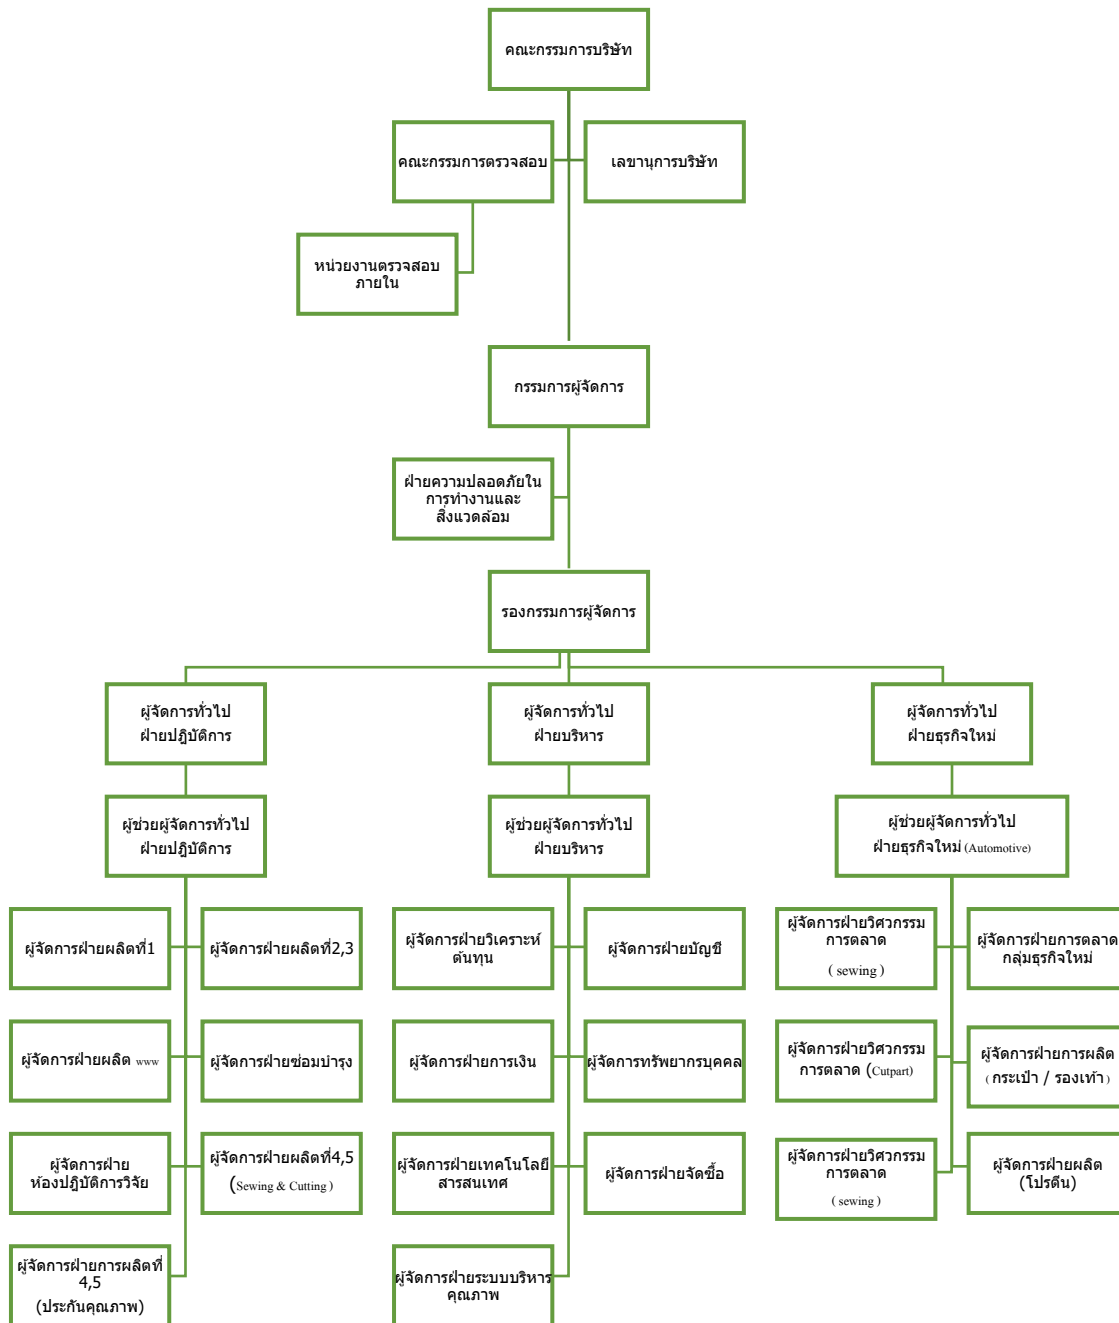 คณะกรรมการบริษัท
คณะกรรมการตรวจสอบ
เลขานุการบริษัท
หน่วยงานตรวจสอบ
ภายใน
กรรมการผู้จัดการ
ฝ่ายความปลอดภัยใน
การทำงานและ
สิ่งแวดล้อม
รองกรรมการผู้จัดการ
ผู้จัดการทั่วไป
ฝ่ายปฎิบัติการ
ผู้จัดการทั่วไป
ฝ่ายบริหาร
ผู้จัดการทั่วไป
ฝ่ายธุรกิจใหม่
ผู้ช่วยผู้จัดการทั่วไป
ฝ่ายปฎิบัติการ
ผู้ช่วยผู้จัดการทั่วไป
ฝ่ายบริหาร
ผู้ช่วยผู้จัดการทั่วไป
ฝ่ายธุรกิจใหม่ (Automotive)
ผู้จัดการฝ่ายผลิตที่1
ผู้จัดการฝ่ายผลิตที่2,3
ผู้จัดการฝ่ายวิเคราะห์
ต้นทุน
ผู้จัดการฝ่ายบัญชี
ผู้จัดการฝ่ายวิศวกรรม
การตลาด
( sewing )
ผู้จัดการฝ่ายการตลาด
กลุ่มธุรกิจใหม่
ผู้จัดการฝ่ายผลิต www
ผู้จัดการฝ่ายซ่อมบำรุง
ผู้จัดการฝ่ายการเงิน
ผู้จัดการทรัพยากรบุคคล
ผู้จัดการฝ่ายวิศวกรรม
การตลาด (Cutpart)
ผู้จัดการฝ่ายการผลิต
( กระเป๋า / รองเท้า )
ผู้จัดการฝ่าย
ห้องปฎิบัติการวิจัย
ผู้จัดการฝ่ายผลิตที่4,5
(Sewing & Cutting )
ผู้จัดการฝ่ายเทคโนโลยี
สารสนเทศ
ผู้จัดการฝ่ายจัดซื้อ
ผู้จัดการฝ่ายวิศวกรรม
การตลาด
( sewing )
ผู้จัดการฝ่ายผลิต
(โปรตีน)
ผู้จัดการฝ่ายการผลิตที่
4,5
(ประกันคุณภาพ)
ผู้จัดการฝ่ายระบบบริหาร
คุณภาพ